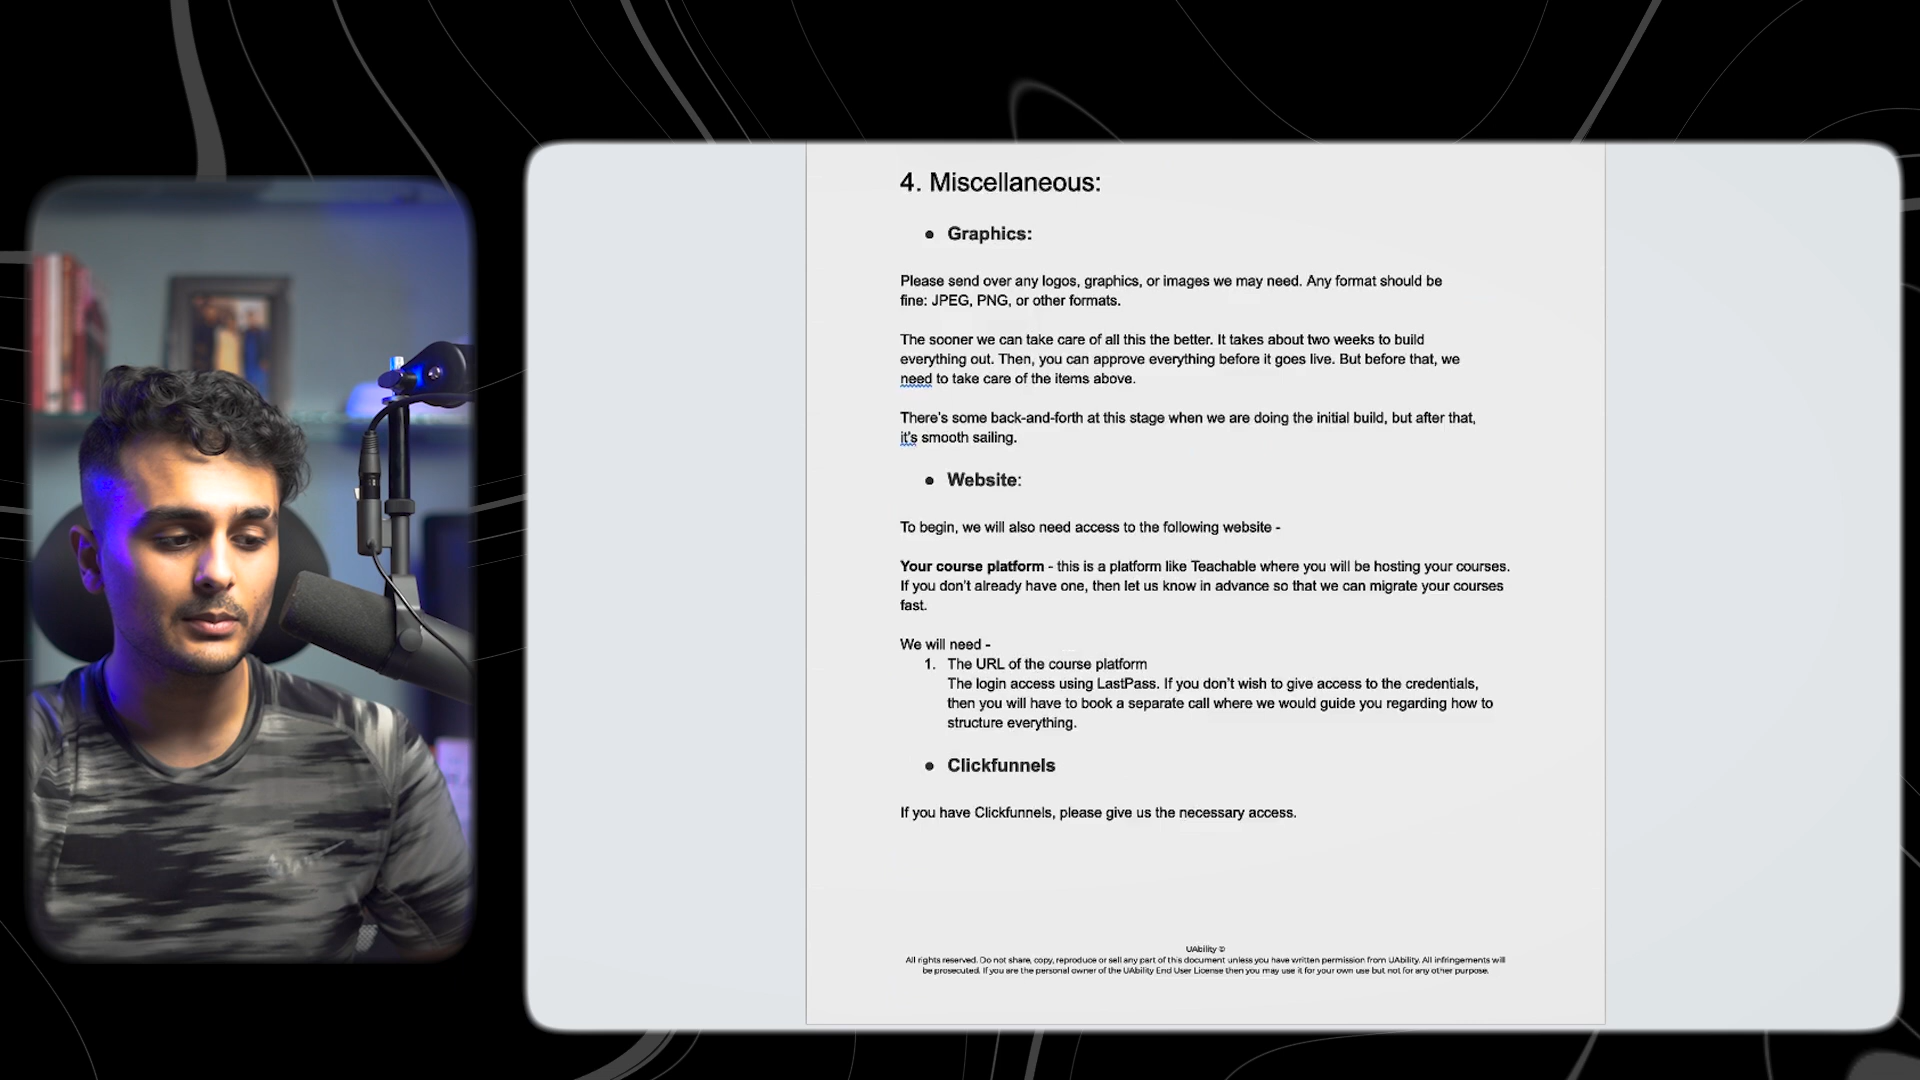 4. Miscellaneous:
● Graphics:
Please send over any logos, graphics, or images we may need. Any format should be
fine: JPEG, PNG, or other formats.
The sooner we can take care of all this the better. It takes about two weeks to build
everything out. Then, you can approve everything before it goes live. But before that, we
need to take care of the items above.
There's some back-and-forth at this stage when we are doing the initial build, but after that,
it's smooth sailing.
● Website:
To begin, we will also need access to the following website -
Your course platform - this is a platform like Teachable where you will be hosting your courses.
If you don't already have one, then let us know in advance so that we can migrate your courses
fast.
We will need -
1. The URL of the course platform
The login access using LastPass. If you don't wish to give access to the credentials,
then you will have to book a separate call where we would guide you regarding how to
structure everything.
● Clickfunnels
If you have Clickfunnels, please give us the necessary access.
UAbility ©
All rights reserved. Do not share, copy, reproduce or sell any part of this document unless you have written permission from UAbility. All infringements will
be prosecuted. If you are the personal owner of the UAbility End User License then you may use it for your own use but not for any other purpose.